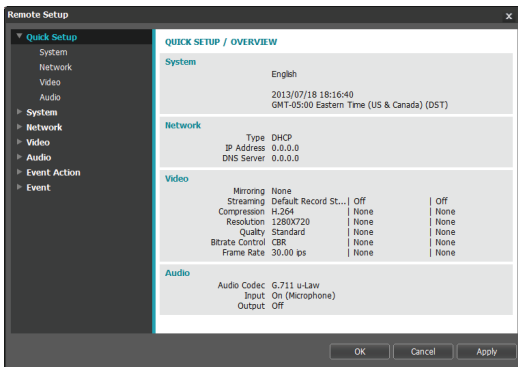 Remote Setup x
Quick Setup
System
Network
Video
Audio
System
Network
Video
Audio
Event Action
Event
QUICK SETUP / OVERVIEW
System
English
2013/07/18 18:16:40
GMT-05:00 Eastern Time (US & Canada) (DST)
Network
Type DHCP
IP Address 0.0.0.0
DNS Server 0.0.0.0
Video
Mirroring None
Streaming Default Record St...| Off | Off
Compression H.264 | None | None
Resolution 1280X720 | None | None
Quality Standard | None | None
Bitrate Control CBR | None | None
Frame Rate 30.00 ips | None | None
Audio
Audio Codec G.711 u-Law
Input On (Microphone)
Output Off
OK Cancel Apply